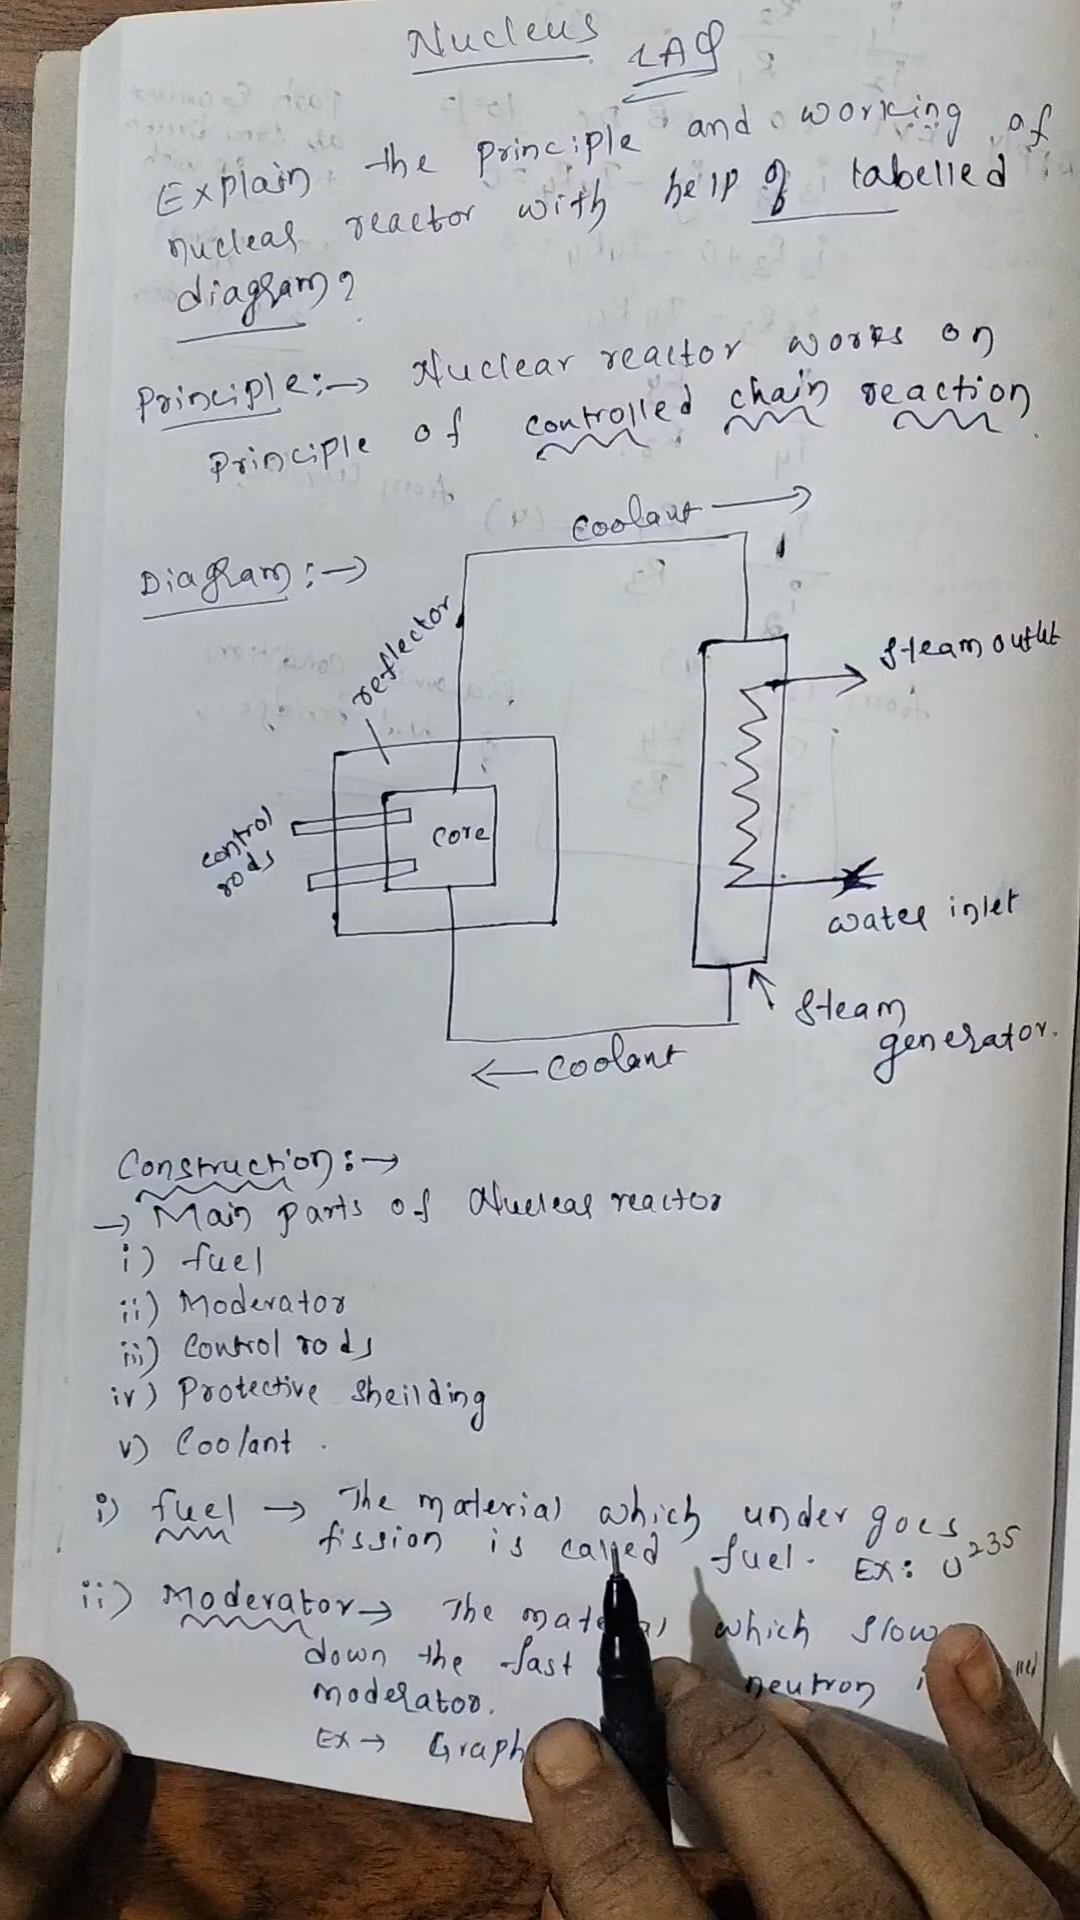 Nucleus
LAQ
Explain the principle and working of
nuclear reactor with help of labelled
diagram?
Principle:→ Nuclear reactor works on
principle of controlled chain reaction.
Diagram:→
Coolant →
reflector
Steam outlet
control
rods
Core
water inlet
Steam
generator.
← Coolant
Construction:→
→ Main parts of Nuclear reactor
i) fuel
ii) Moderator
iii) Control rods
iv) Protective sheilding
v) Coolant.
i) fuel → The material which under goes
fission is called fuel. Ex: U235
ii) Moderator → The which slow
down the fast neutron
moderator.
Ex →